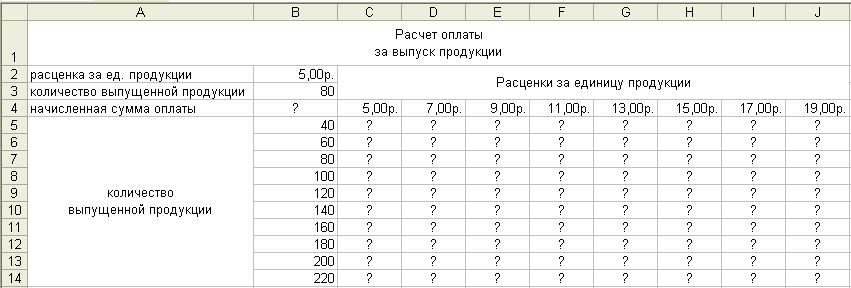 A B C D E F G H I J
1 Расчет оплаты
за выпуск продукции
2 расценка за ед. продукции 5,00р. Расценки за единицу продукции
3 количество выпущенной продукции 80
4 начисленная сумма оплаты ? 5,00р. 7,00р. 9,00р. 11,00р. 13,00р. 15,00р. 17,00р. 19,00р.
5 40 ? ? ? ? ? ? ? ?
6 60 ? ? ? ? ? ? ? ?
7 80 ? ? ? ? ? ? ? ?
8 100 ? ? ? ? ? ? ? ?
9 количество 120 ? ? ? ? ? ? ? ?
10 выпущенной продукции 140 ? ? ? ? ? ? ? ?
11 160 ? ? ? ? ? ? ? ?
12 180 ? ? ? ? ? ? ? ?
13 200 ? ? ? ? ? ? ? ?
14 220 ? ? ? ? ? ? ? ?